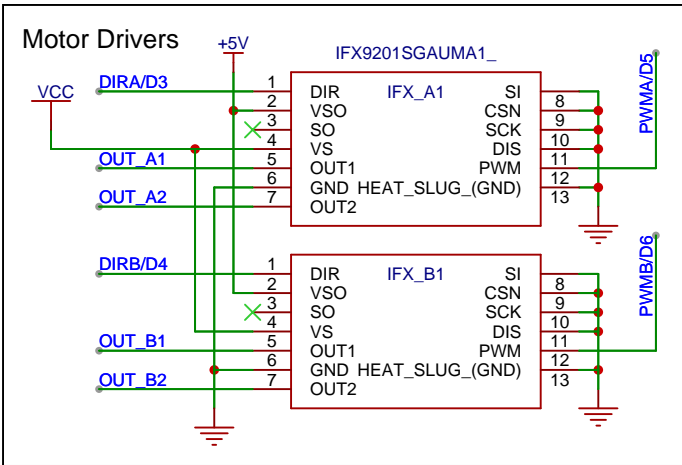 Motor Drivers
+5V
VCC
IFX9201SGAUMA1_
IFX_A1
DIRA/D3
OUT_A1
OUT_A2
1
2
3
4
5
6
7
DIR
VSO
SO
VS
OUT1
GND HEAT_SLUG_(GND)
OUT2
SI
CSN
SCK
DIS
PWM
8
9
10
11
12
13
PWMA/D5
IFX_B1
DIRB/D4
OUT_B1
OUT_B2
1
2
3
4
5
6
7
DIR
VSO
SO
VS
OUT1
GND HEAT_SLUG_(GND)
OUT2
SI
CSN
SCK
DIS
PWM
8
9
10
11
12
13
PWMB/D6